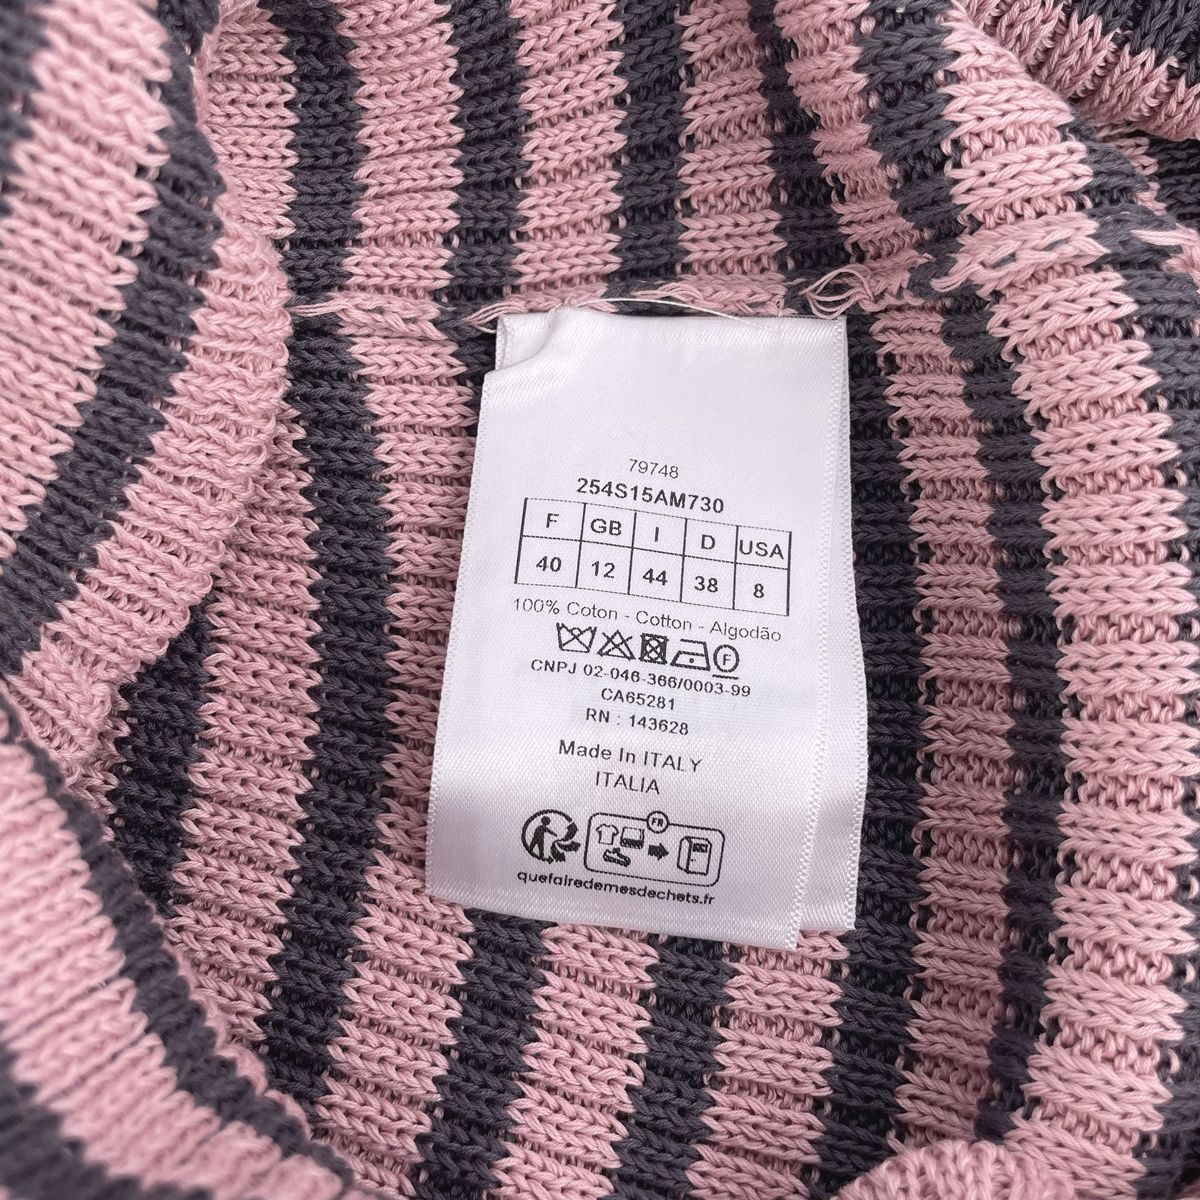 79748
254S15AM730
F GB I D USA
40 12 44 38 8
100% Coton - Cotton - Algodão
F
CNPJ 02-046-366/0003-99
CA65281
RN : 143628
Made In ITALY
ITALIA
FR
quefairedemesdechets.fr